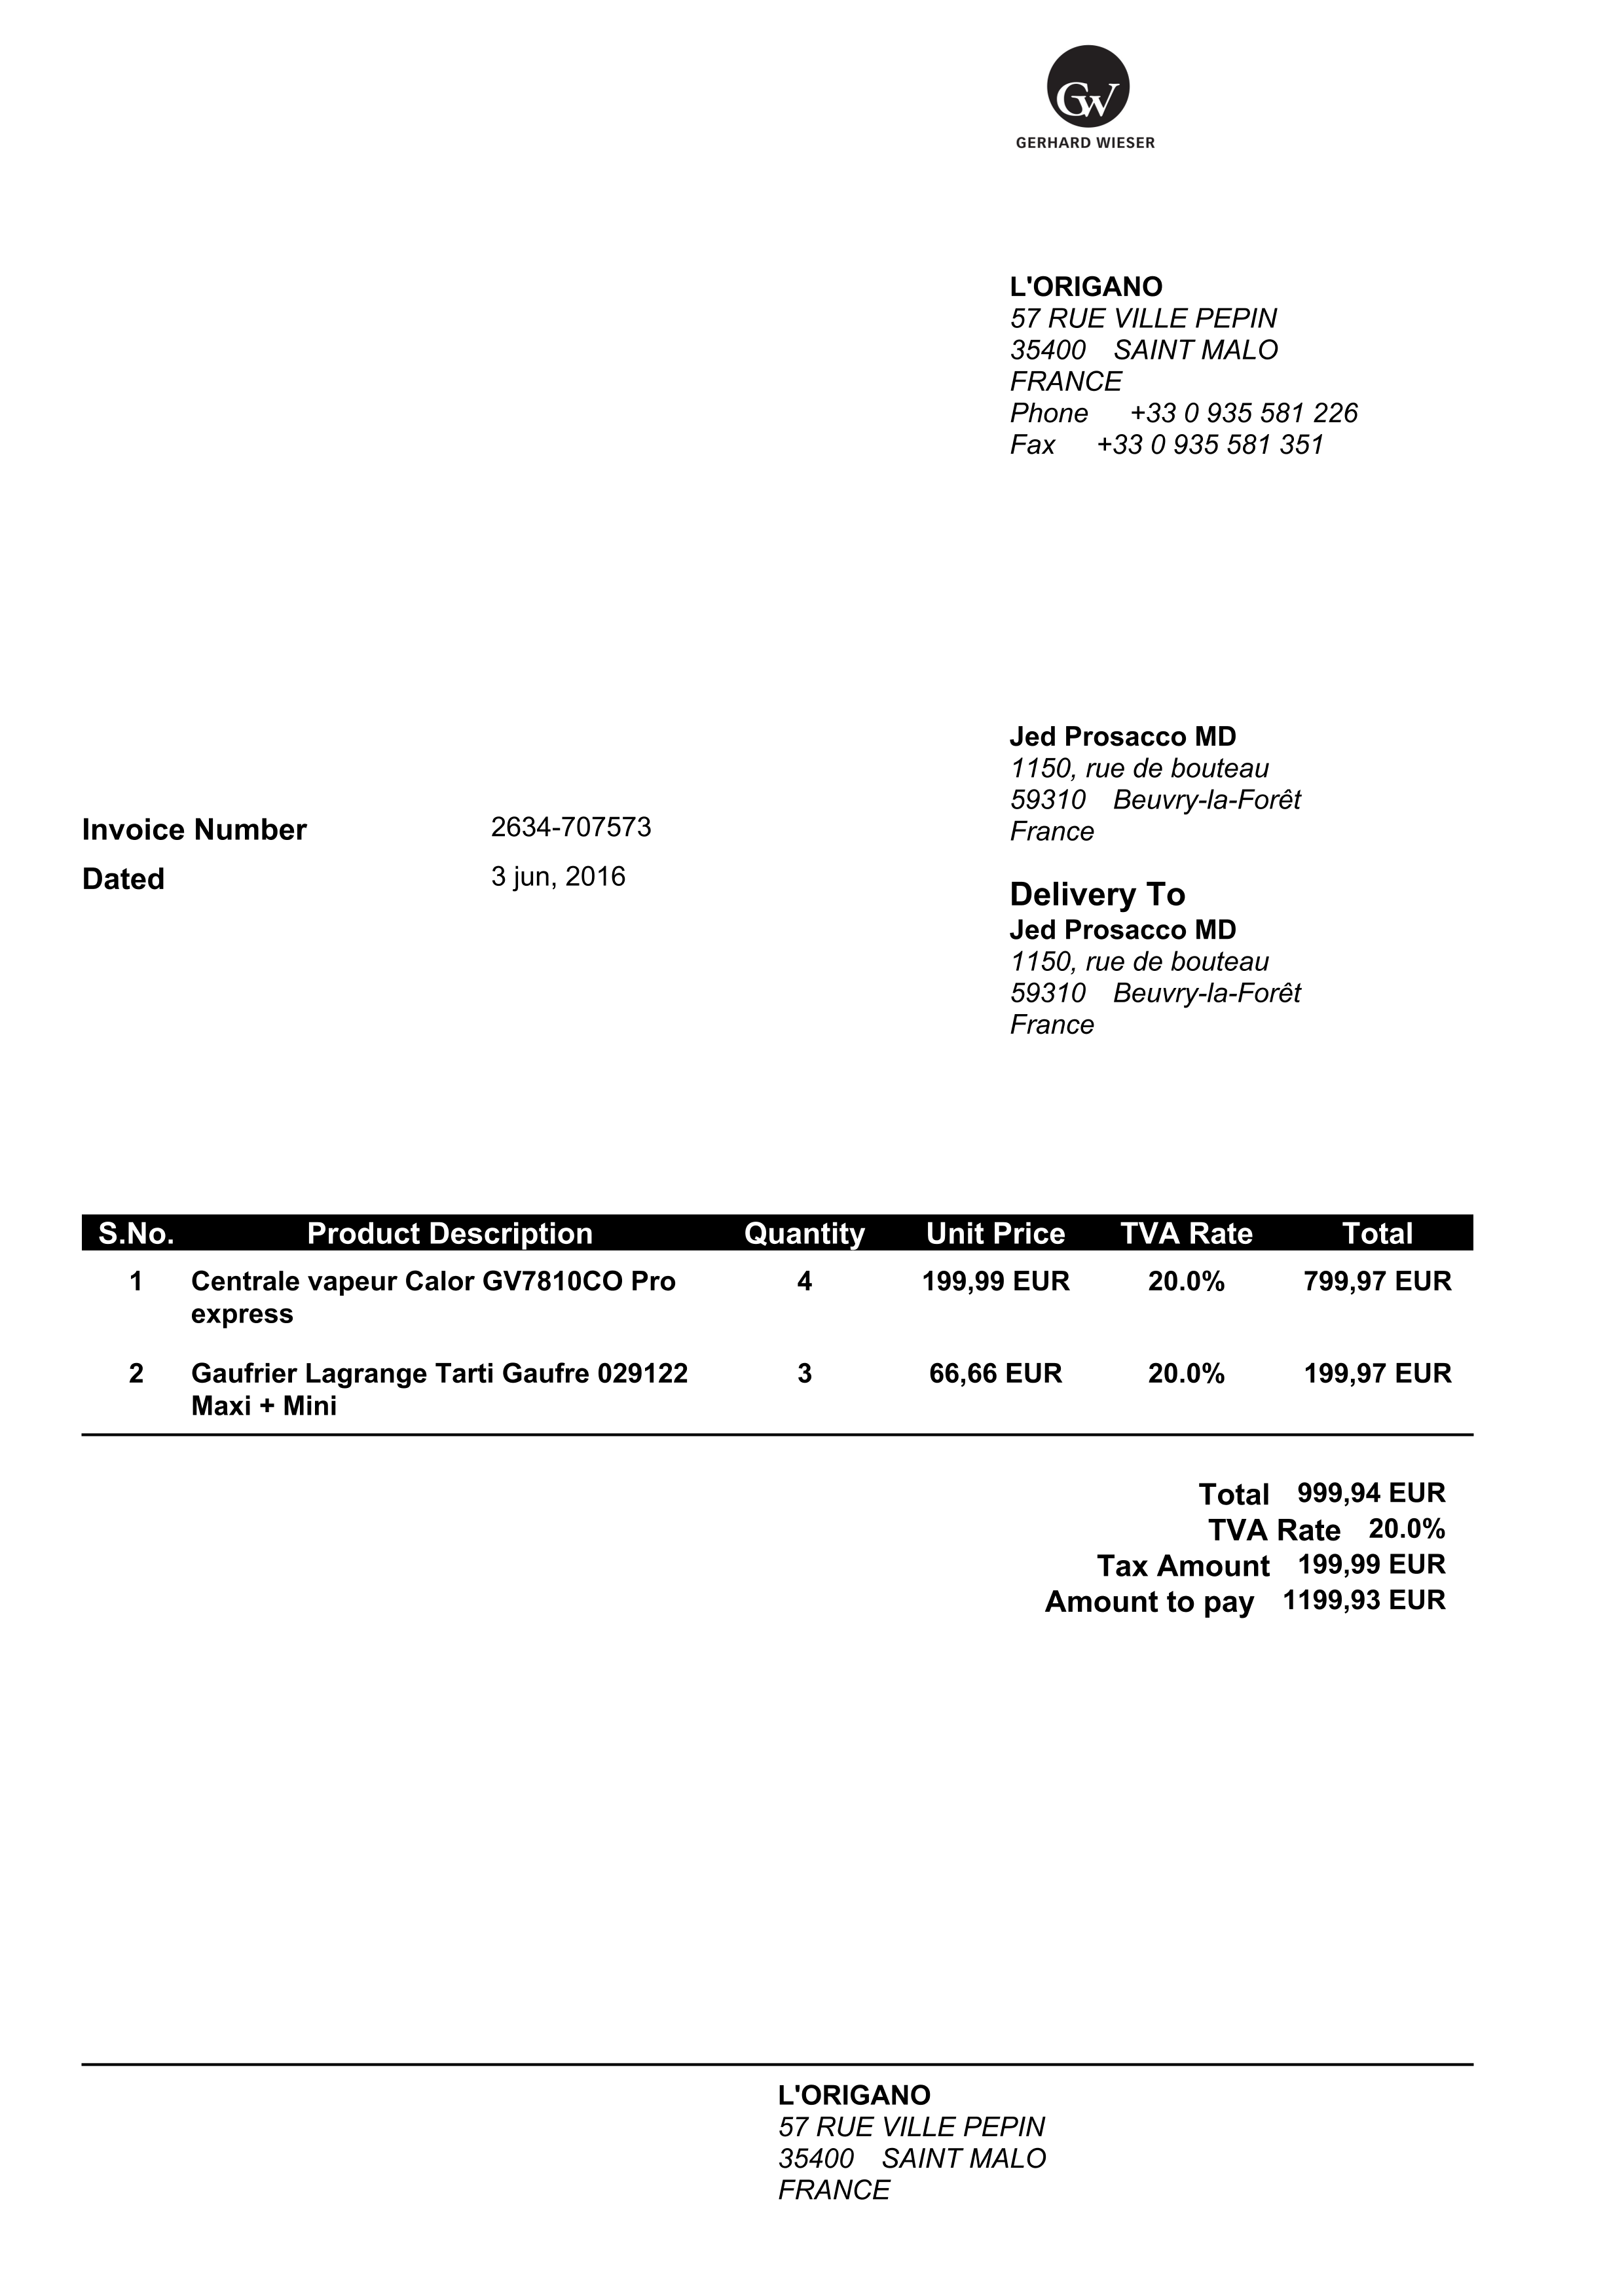 GW
GERHARD WIESER
L'ORIGANO
57 RUE VILLE PEPIN
35400 SAINT MALO
FRANCE
Phone +33 0 935 581 226
Fax +33 0 935 581 351
Jed Prosacco MD
1150, rue de bouteau
59310 Beuvry-la-Forêt
France
Invoice Number 2634-707573
Dated 3 jun, 2016
Delivery To
Jed Prosacco MD
1150, rue de bouteau
59310 Beuvry-la-Forêt
France
S.No. Product Description Quantity Unit Price TVA Rate Total
1 Centrale vapeur Calor GV7810CO Pro 4 199,99 EUR 20.0% 799,97 EUR
express
2 Gaufrier Lagrange Tarti Gaufre 029122 3 66,66 EUR 20.0% 199,97 EUR
Maxi + Mini
Total 999,94 EUR
TVA Rate 20.0%
Tax Amount 199,99 EUR
Amount to pay 1199,93 EUR
L'ORIGANO
57 RUE VILLE PEPIN
35400 SAINT MALO
FRANCE